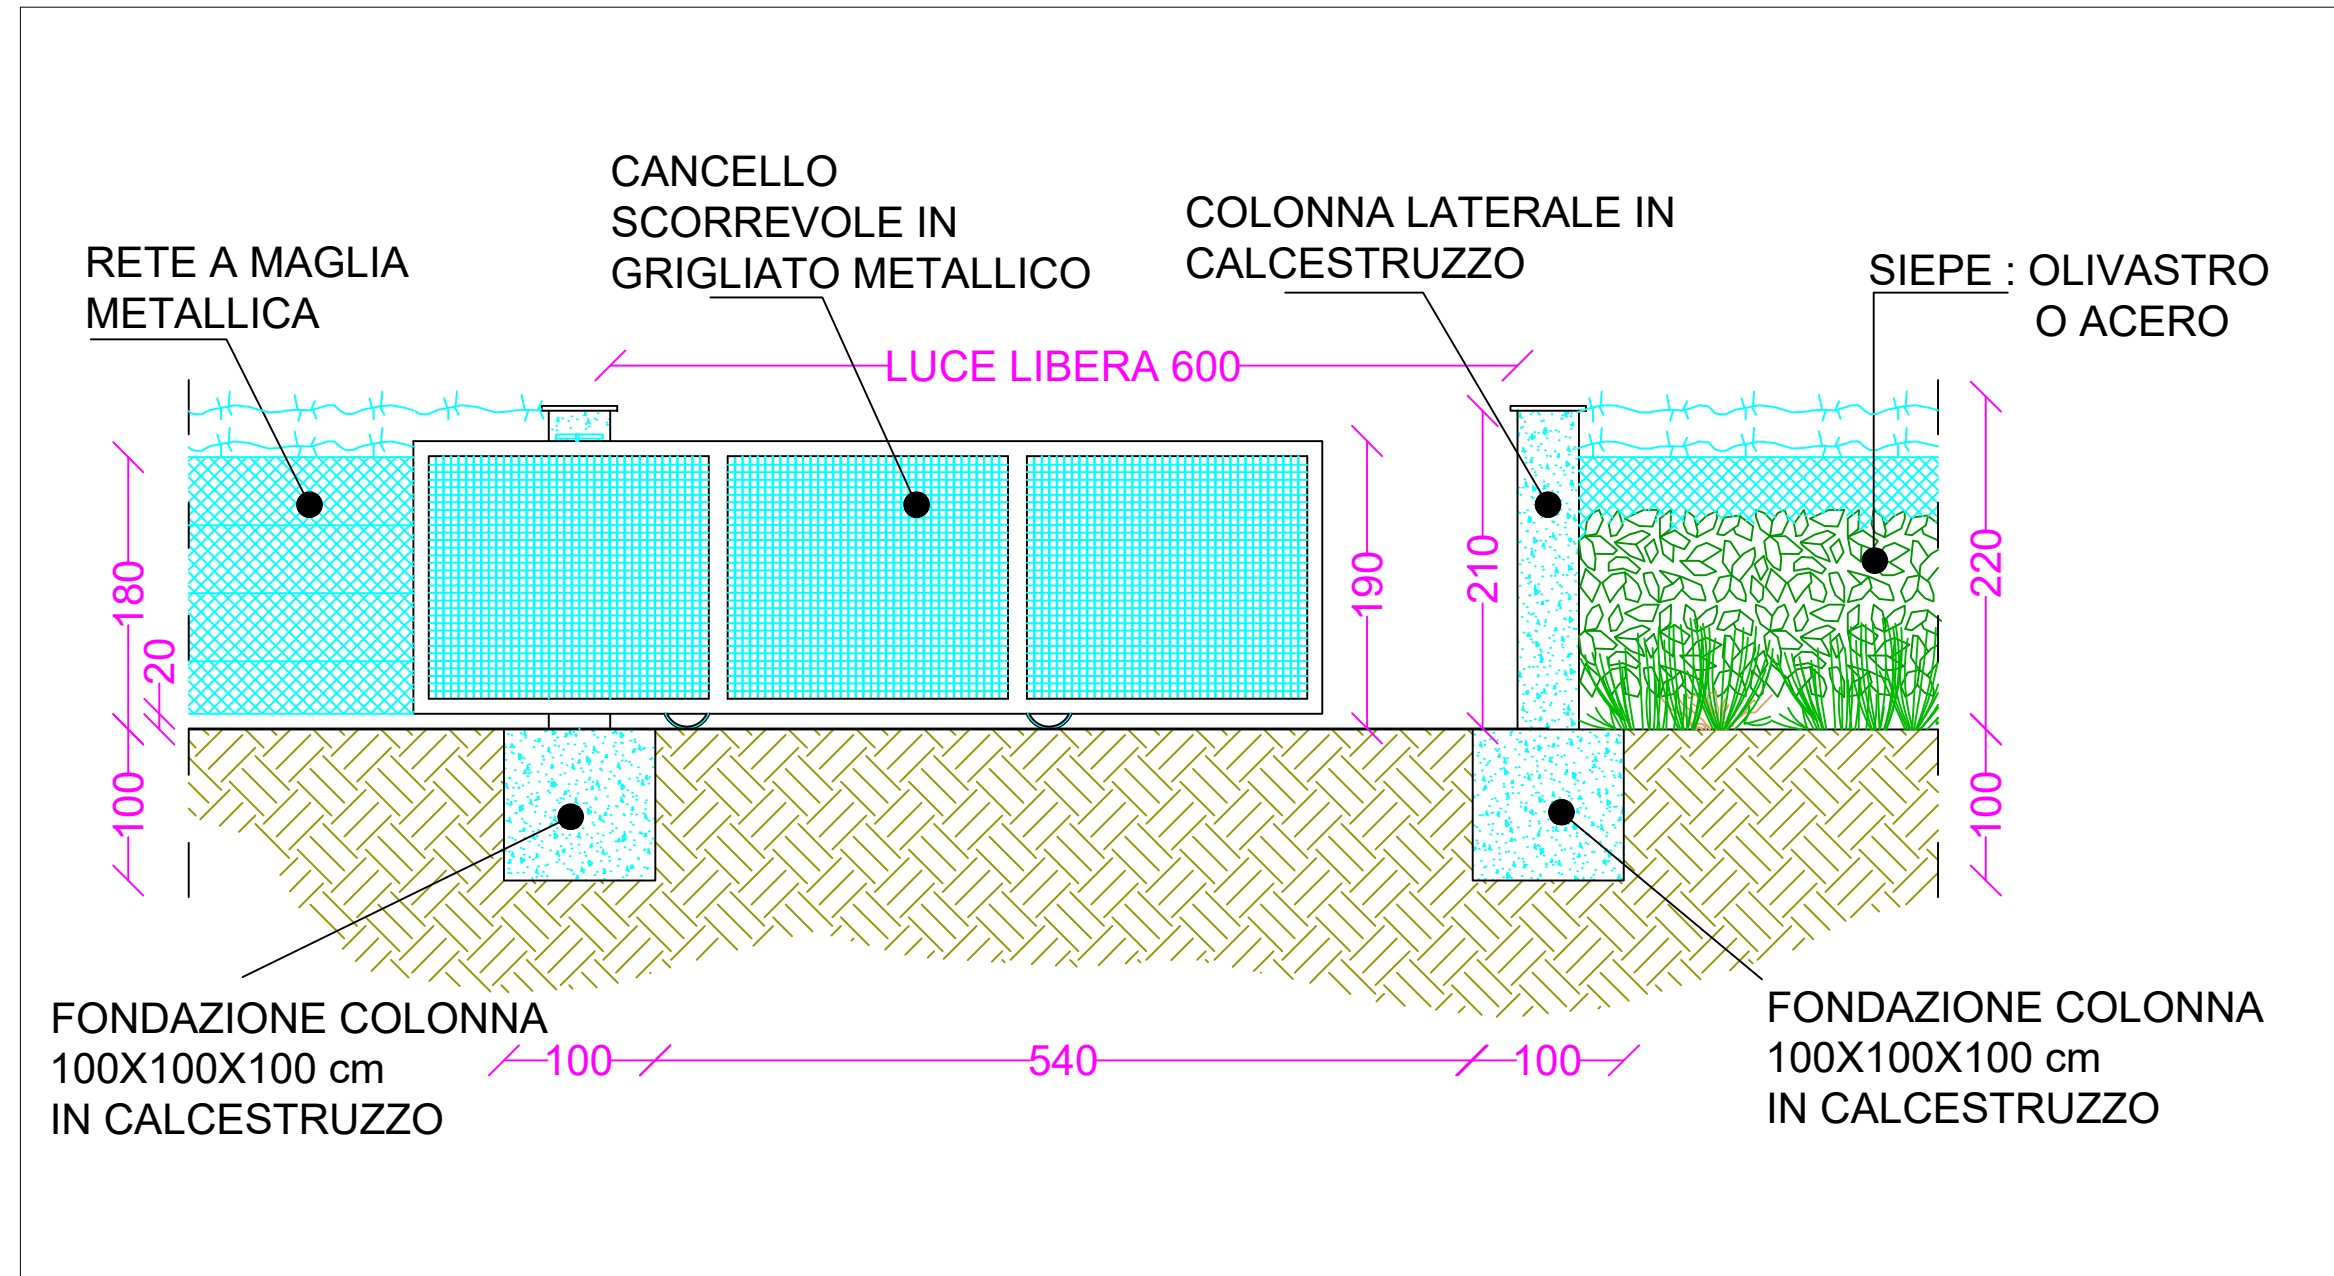 CANCELLO
SCORREVOLE IN
GRIGLIATO METALLICO
COLONNA LATERALE IN
CALCESTRUZZO
RETE A MAGLIA
METALLICA
SIEPE : OLIVASTRO
O ACERO
LUCE LIBERA 600
180
20
100
190
210
220
100
FONDAZIONE COLONNA
100X100X100 cm
IN CALCESTRUZZO
100
540
100
FONDAZIONE COLONNA
100X100X100 cm
IN CALCESTRUZZO